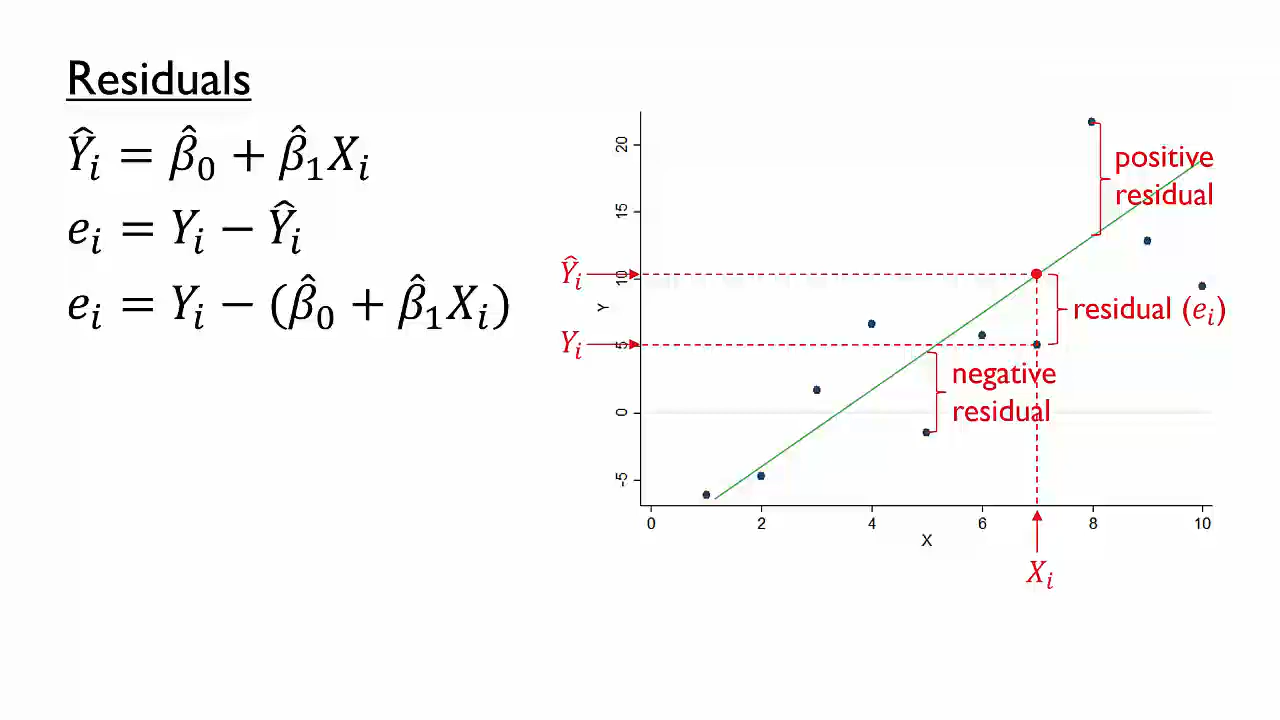 Residuals
Ŷᵢ = β̂₀ + β̂₁Xᵢ
eᵢ = Yᵢ − Ŷᵢ
eᵢ = Yᵢ − (β̂₀ + β̂₁Xᵢ)
20
15
10
5
0
-5
Y
Ŷᵢ
Yᵢ
positive
residual
residual (eᵢ)
negative
residual
0 2 4 6 8 10
X
Xᵢ